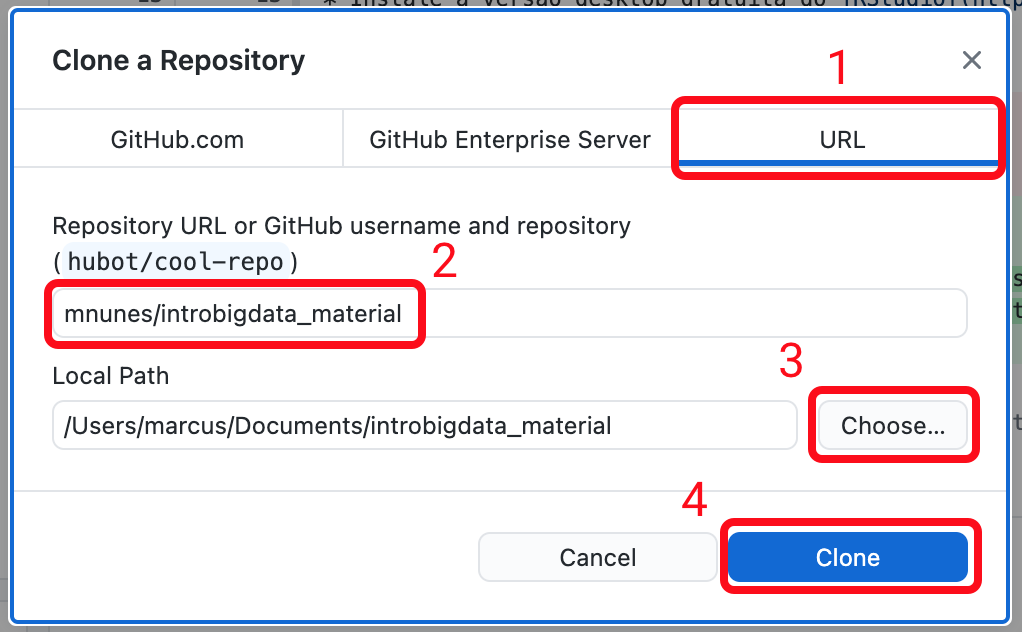 * Instale a versão desktop gratuita do [RStudio](http
Clone a Repository
1
GitHub.com
GitHub Enterprise Server
URL
Repository URL or GitHub username and repository
(hubot/cool-repo)
2
mnunes/introbigdata_material
Local Path
3
/Users/marcus/Documents/introbigdata_material
Choose...
4
Cancel
Clone